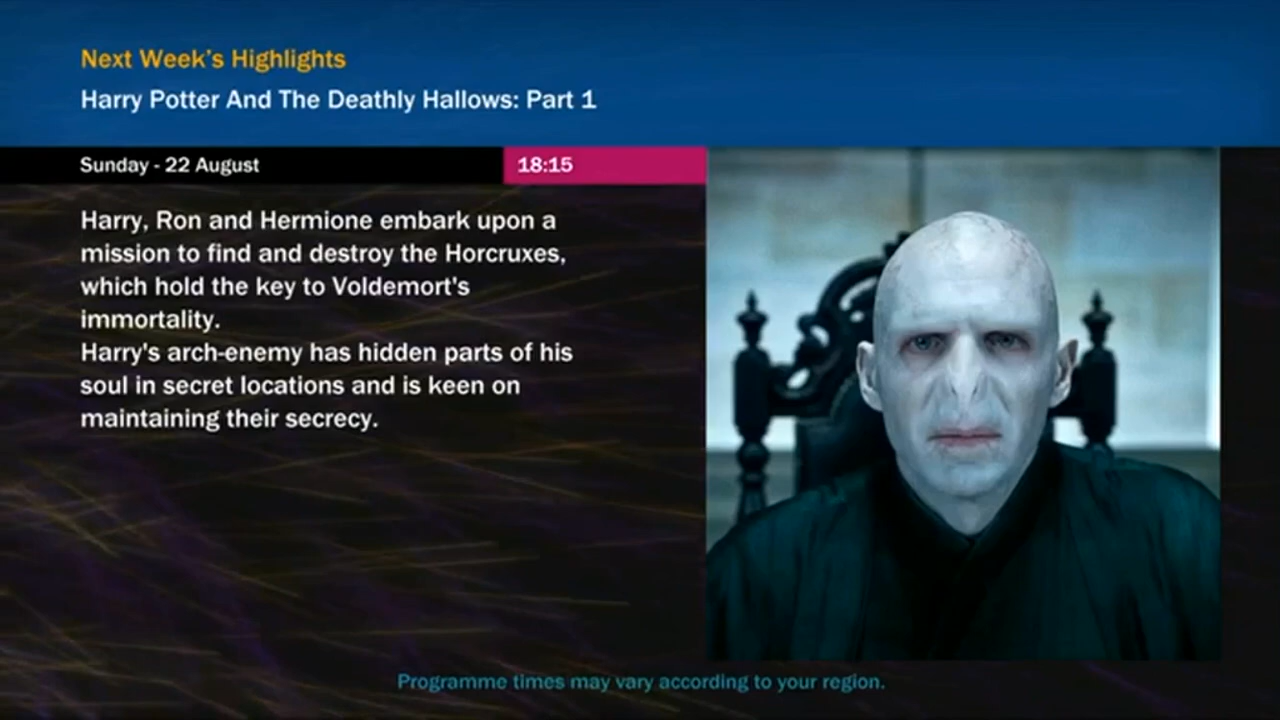 Next Week's Highlights
Harry Potter And The Deathly Hallows: Part 1
Sunday - 22 August
18:15
Harry, Ron and Hermione embark upon a
mission to find and destroy the Horcruxes,
which hold the key to Voldemort's
immortality.
Harry's arch-enemy has hidden parts of his
soul in secret locations and is keen on
maintaining their secrecy.
Programme times may vary according to your region.